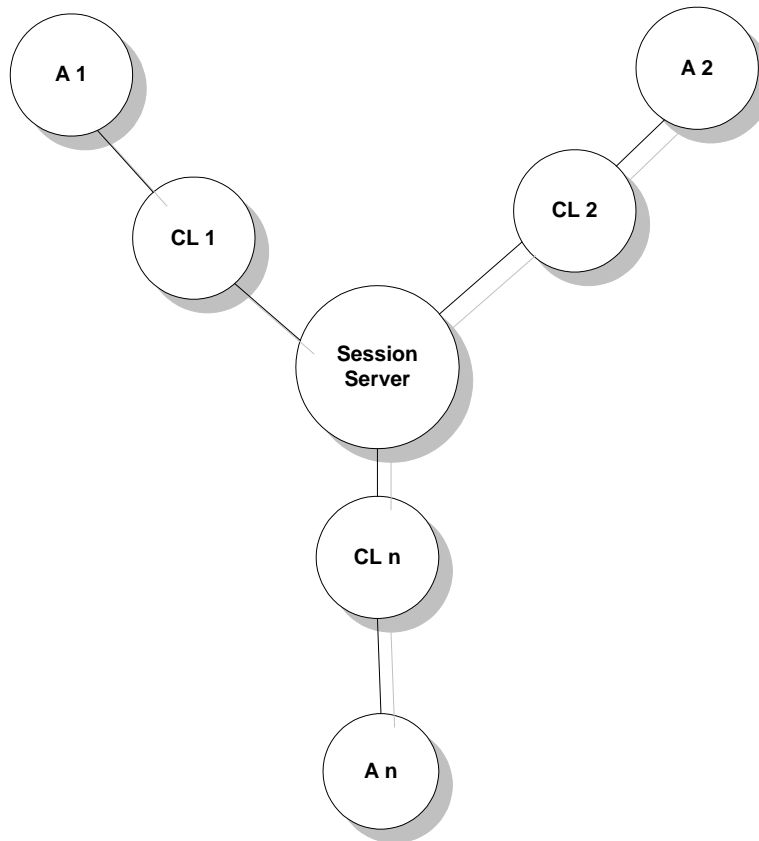 A 1
A 2
CL 2
CL 1
Session
Server
CL n
A n